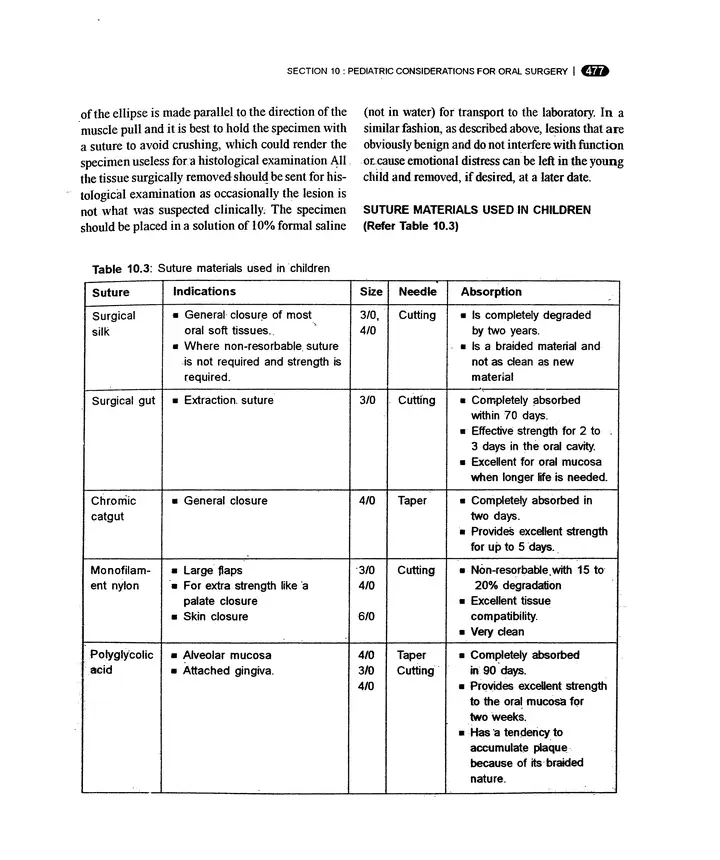 SECTION 10 : PEDIATRIC CONSIDERATIONS FOR ORAL SURGERY | 477
of the ellipse is made parallel to the direction of the
muscle pull and it is best to hold the specimen with
a suture to avoid crushing, which could render the
specimen useless for a histological examination All
the tissue surgically removed should be sent for his-
tological examination as occasionally the lesion is
not what was suspected clinically. The specimen
should be placed in a solution of 10% formal saline
(not in water) for transport to the laboratory. In a
similar fashion, as described above, lesions that are
obviously benign and do not interfere with function
or cause emotional distress can be left in the young
child and removed, if desired, at a later date.
SUTURE MATERIALS USED IN CHILDREN
(Refer Table 10.3)
Table 10.3: Suture materials used in children
Suture Indications Size Needle Absorption
Surgical ■ General closure of most 3/0, Cutting ■ Is completely degraded
silk oral soft tissues. 4/0 by two years.
■ Where non-resorbable suture ■ Is a braided material and
is not required and strength is not as clean as new
required. material
Surgical gut ■ Extraction suture 3/0 Cutting ■ Completely absorbed
within 70 days.
■ Effective strength for 2 to
3 days in the oral cavity.
■ Excellent for oral mucosa
when longer life is needed.
Chromic ■ General closure 4/0 Taper ■ Completely absorbed in
catgut two days.
■ Provides excellent strength
for up to 5 days.
Monofilam- ■ Large flaps 3/0 Cutting ■ Non-resorbable with 15 to
ent nylon ■ For extra strength like a 4/0 20% degradation
palate closure ■ Excellent tissue
■ Skin closure 6/0 compatibility.
■ Very clean
Polyglycolic ■ Alveolar mucosa 4/0 Taper ■ Completely absorbed
acid ■ Attached gingiva. 3/0 Cutting in 90 days.
4/0 ■ Provides excellent strength
to the oral mucosa for
two weeks.
■ Has a tendency to
accumulate plaque
because of its braided
nature.